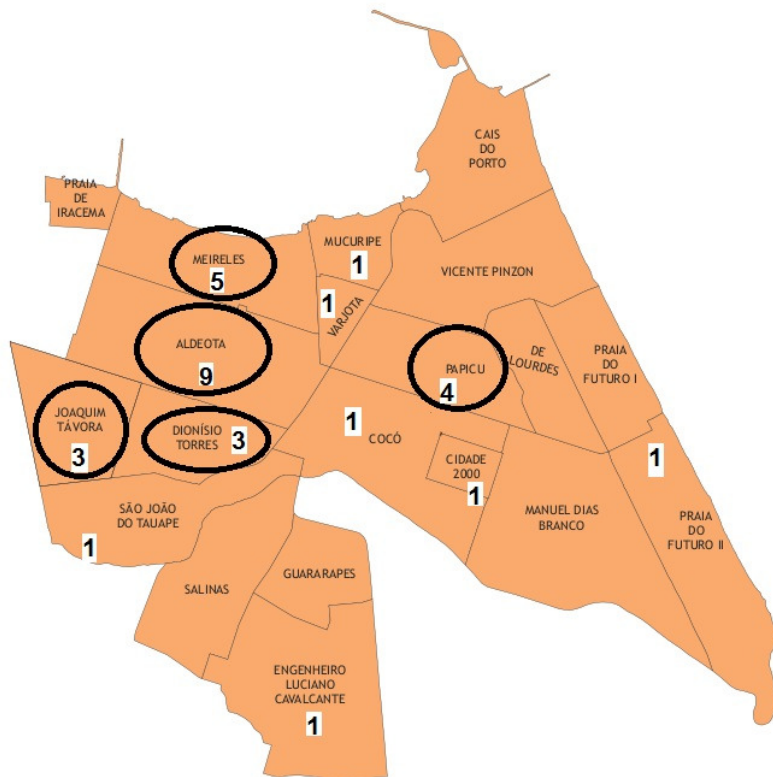 CAIS
DO
PORTO
PRAIA
DE
IRACEMA
MEIRELES
5
MUCURIPE
1
VICENTE PINZON
1
VARJOTA
ALDEOTA
9
PAPICU
4
DE
LOURDES
PRAIA
DO
FUTURO I
JOAQUIM
TÁVORA
3
DIONÍSIO
TORRES
3
1
COCÓ
CIDADE
2000
1
1
MANUEL DIAS
BRANCO
PRAIA
DO
FUTURO II
SÃO JOÃO
DO TAUAPE
1
SALINAS
GUARARAPES
ENGENHEIRO
LUCIANO
CAVALCANTE
1